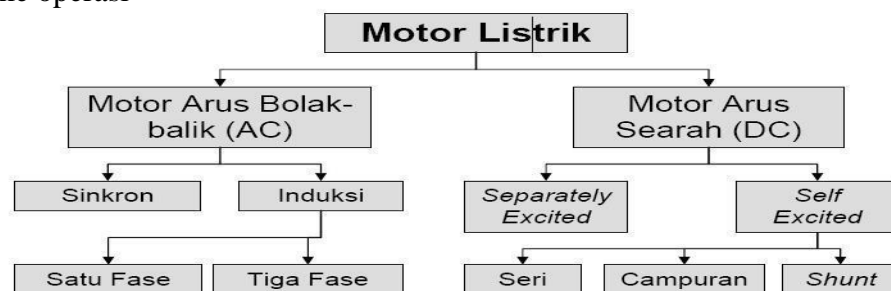 operasi
Motor Listrik
Motor Arus Bolak-
balik (AC)
Motor Arus
Searah (DC)
Sinkron
Induksi
Separately
Excited
Self
Excited
Satu Fase
Tiga Fase
Seri
Campuran
Shunt